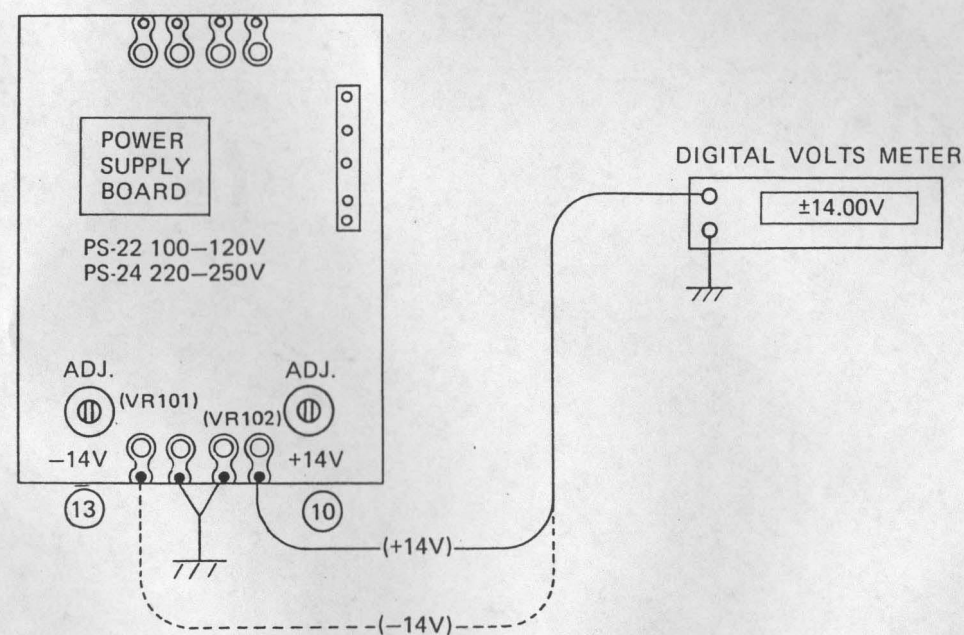 POWER
SUPPLY
BOARD
PS-22 100–120V
PS-24 220–250V
DIGITAL VOLTS METER
±14.00V
ADJ.
(VR101)
ADJ.
(VR102)
–14V
+14V
13
10
(+14V)
(–14V)